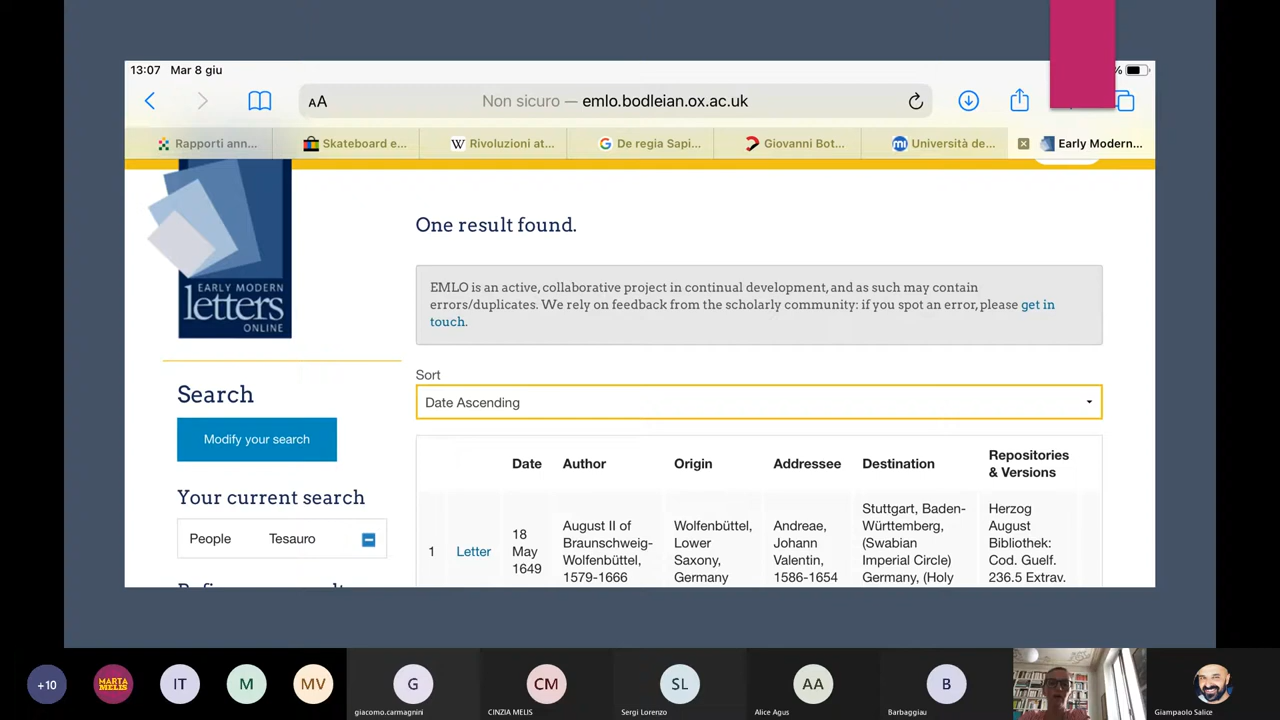 13:07 Mar 8 giu
%
AA
Non sicuro — emlo.bodleian.ox.ac.uk
Rapporti ann...
Skateboard e...
W Rivoluzioni at...
G De regia Sapi...
Giovanni Bot...
mi Università de...
Early Modern...
EARLY MODERN
letters
ONLINE
One result found.
EMLO is an active, collaborative project in continual development, and as such may contain
errors/duplicates. We rely on feedback from the scholarly community: if you spot an error, please get in
touch.
Sort
Date Ascending
Search
Modify your search
Your current search
People Tesauro
Date
Author
Origin
Addressee
Destination
Repositories
& Versions
1
Letter
18
May
1649
August II of
Braunschweig-
Wolfenbüttel,
1579-1666
Wolfenbüttel,
Lower
Saxony,
Germany
Andreae,
Johann
Valentin,
1586-1654
Stuttgart, Baden-
Württemberg,
(Swabian
Imperial Circle)
Germany, (Holy
Herzog
August
Bibliothek:
Cod. Guelf.
236.5 Extrav.
+10
MARTA
MELIS
IT
M
MV
G
giacomo.carmagnini
CM
CINZIA MELIS
SL
Sergi Lorenzo
AA
Alice Agus
B
Barbaggiau
Giampaolo Salice